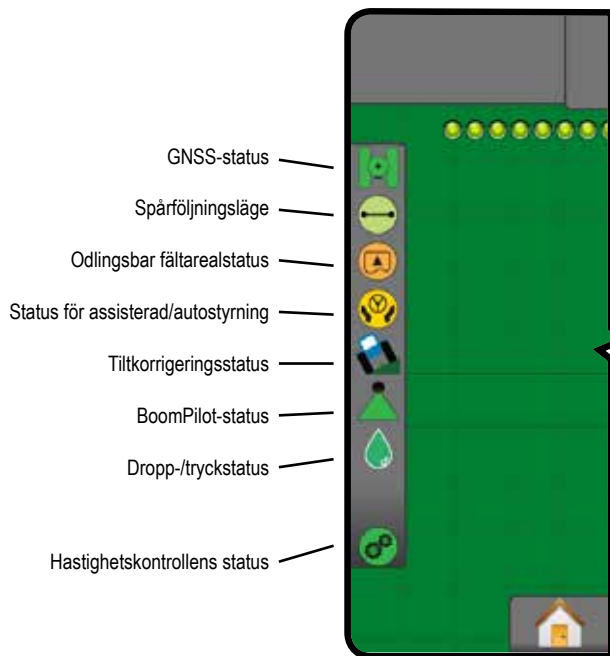 GNSS-status
Spårföljningsläge
Odlingsbar fältarealstatus
Status för assisterad/autostyrning
Tiltkorrigeringsstatus
BoomPilot-status
Dropp-/tryckstatus
Hastighetskontrollens status